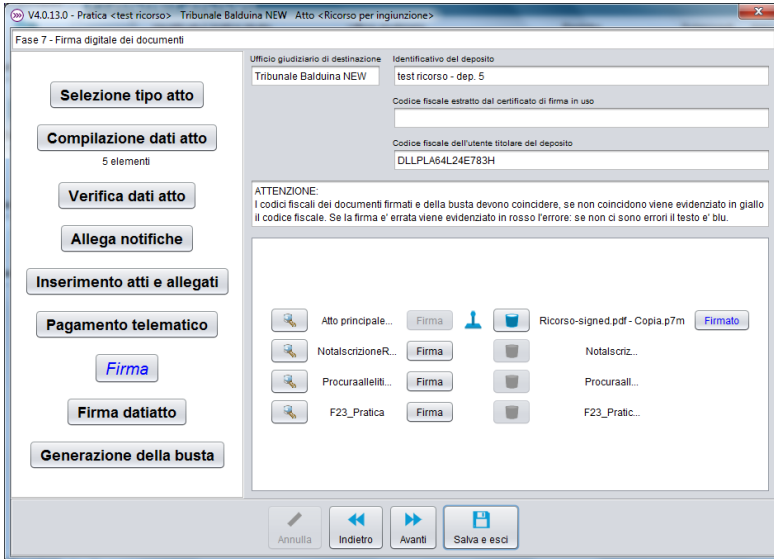 V4.0.13.0 - Pratica <test ricorso> Tribunale Balduina NEW Atto <Ricorso per ingiunzione>
Fase 7 - Firma digitale dei documenti
Selezione tipo atto
Compilazione dati atto
5 elementi
Verifica dati atto
Allega notifiche
Inserimento atti e allegati
Pagamento telematico
Firma
Firma datiatto
Generazione della busta
Ufficio giudiziario di destinazione Identificativo del deposito
Tribunale Balduina NEW test ricorso - dep. 5
Codice fiscale estratto dal certificato di firma in uso
Codice fiscale dell'utente titolare del deposito
DLLPLA64L24E783H
ATTENZIONE:
I codici fiscali dei documenti firmati e della busta devono coincidere, se non coincidono viene evidenziato in giallo
il codice fiscale. Se la firma e' errata viene evidenziato in rosso l'errore: se non ci sono errori il testo e' blu.
Atto principale... Firma Ricorso-signed.pdf - Copia.p7m Firmato
NotaIscrizioneR... Firma NotaIscriz...
Procuraalleliti... Firma Procuraall...
F23_Pratica Firma F23_Pratic...
Annulla Indietro Avanti Salva e esci